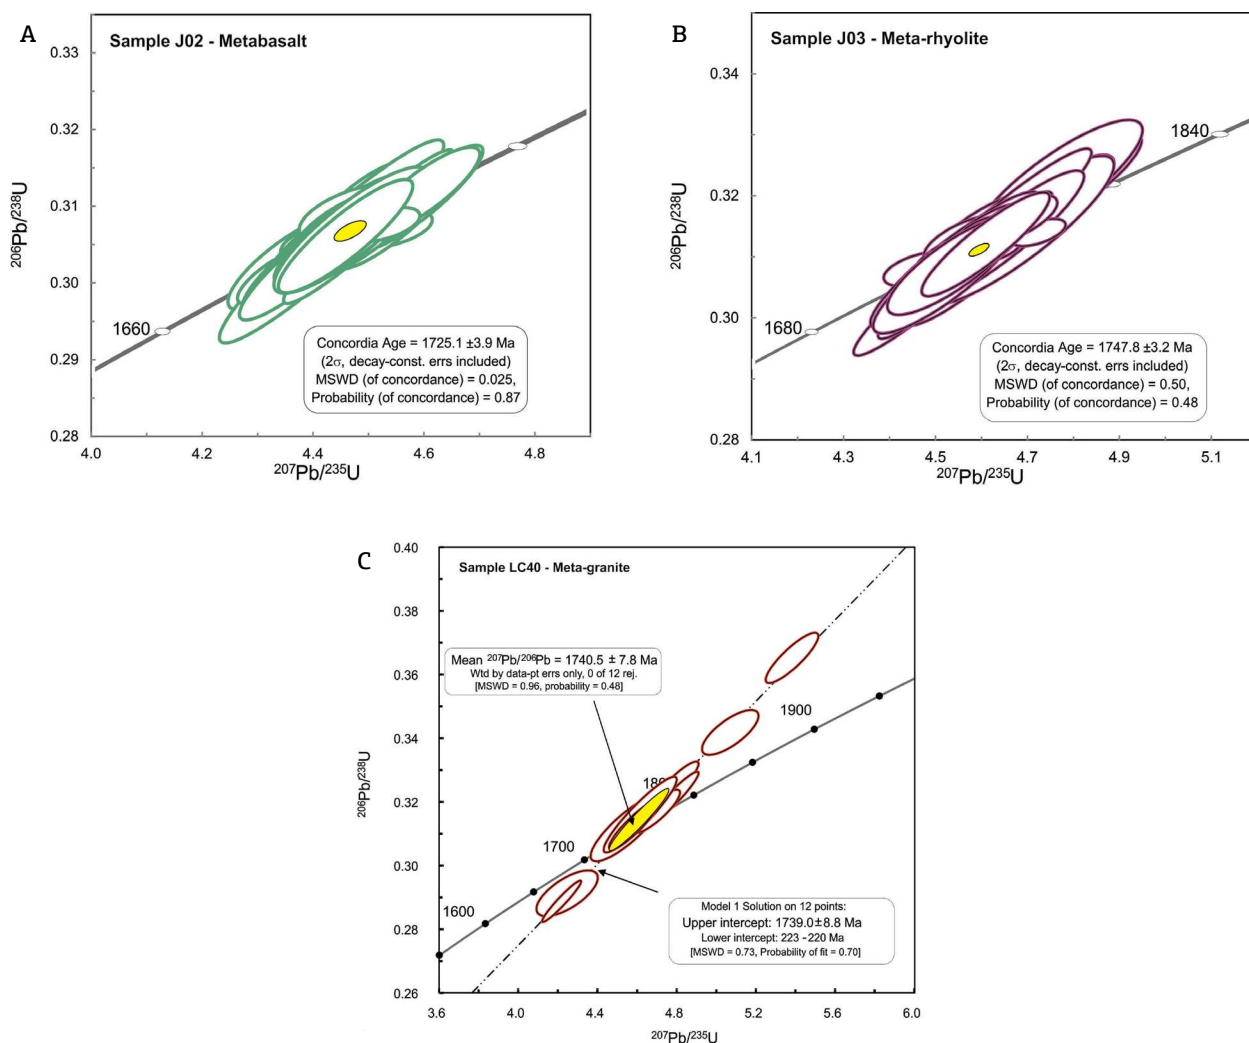 A
Sample J02 - Metabasalt
0.33
0.32
0.31
0.30
0.29
0.28
²⁰⁶Pb/²³⁸U
1660
Concordia Age = 1725.1 ±3.9 Ma
(2σ, decay-const. errs included)
MSWD (of concordance) = 0.025,
Probability (of concordance) = 0.87
4.0 4.2 4.4 4.6 4.8
²⁰⁷Pb/²³⁵U
B
Sample J03 - Meta-rhyolite
0.34
0.32
0.30
0.28
²⁰⁶Pb/²³⁸U
1840
1680
Concordia Age = 1747.8 ±3.2 Ma
(2σ, decay-const. errs included)
MSWD (of concordance) = 0.50,
Probability (of concordance) = 0.48
4.1 4.3 4.5 4.7 4.9 5.1
²⁰⁷Pb/²³⁵U
C
Sample LC40 - Meta-granite
0.40
0.38
0.36
0.34
0.32
0.30
0.28
0.26
²⁰⁶Pb/²³⁸U
Mean ²⁰⁷Pb/²⁰⁶Pb = 1740.5 ± 7.8 Ma
Wtd by data-pt errs only, 0 of 12 rej.
[MSWD = 0.96, probability = 0.48]
1900
1700
1600
Model 1 Solution on 12 points:
Upper intercept: 1739.0±8.8 Ma
Lower intercept: 223 -220 Ma
[MSWD = 0.73, Probability of fit = 0.70]
3.6 4.0 4.4 4.8 5.2 5.6 6.0
²⁰⁷Pb/²³⁵U